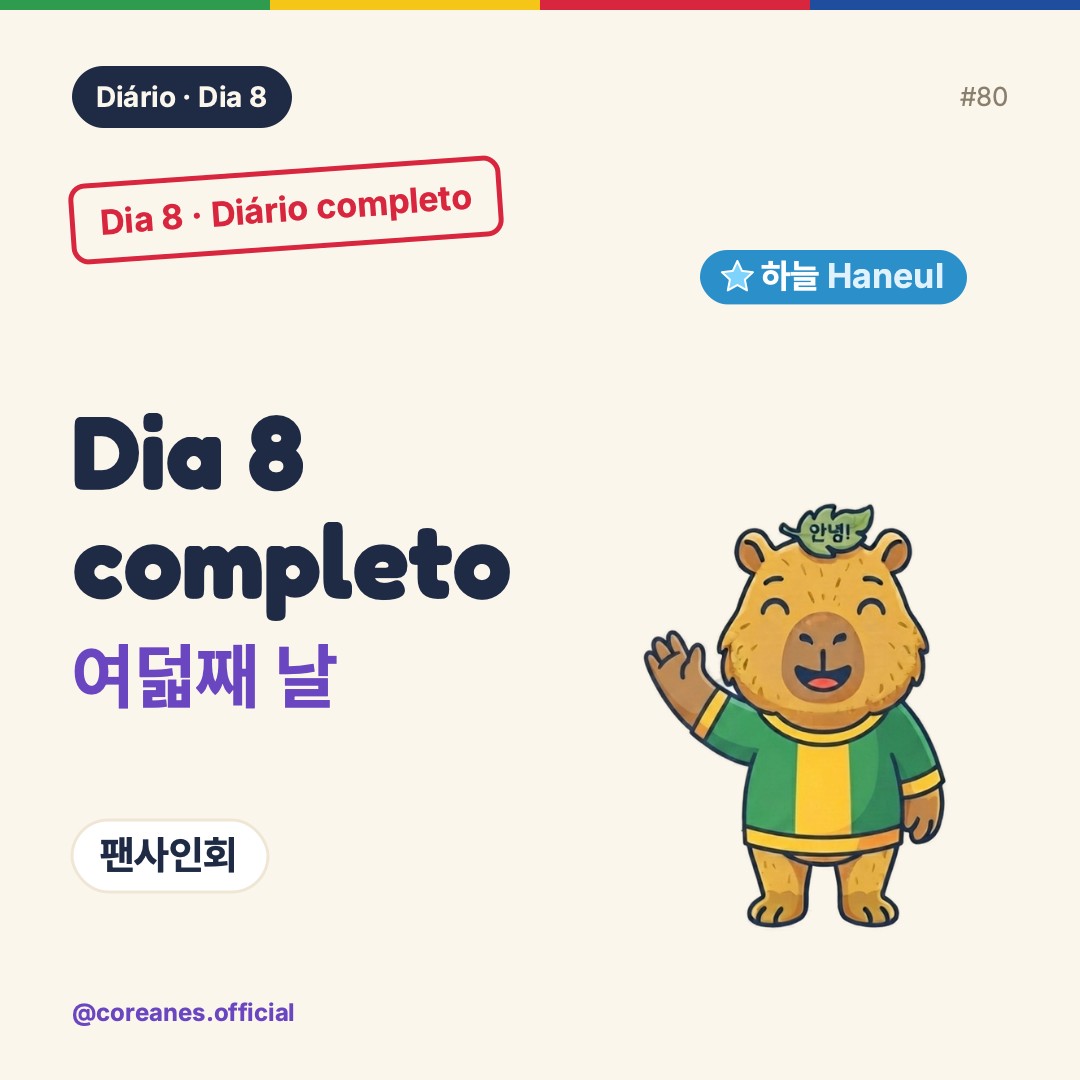 Diário · Dia 8
#80
Dia 8 · Diário completo
하늘 Haneul
Dia 8
completo
여덟째 날
안녕!
팬사인회
@coreanes.official